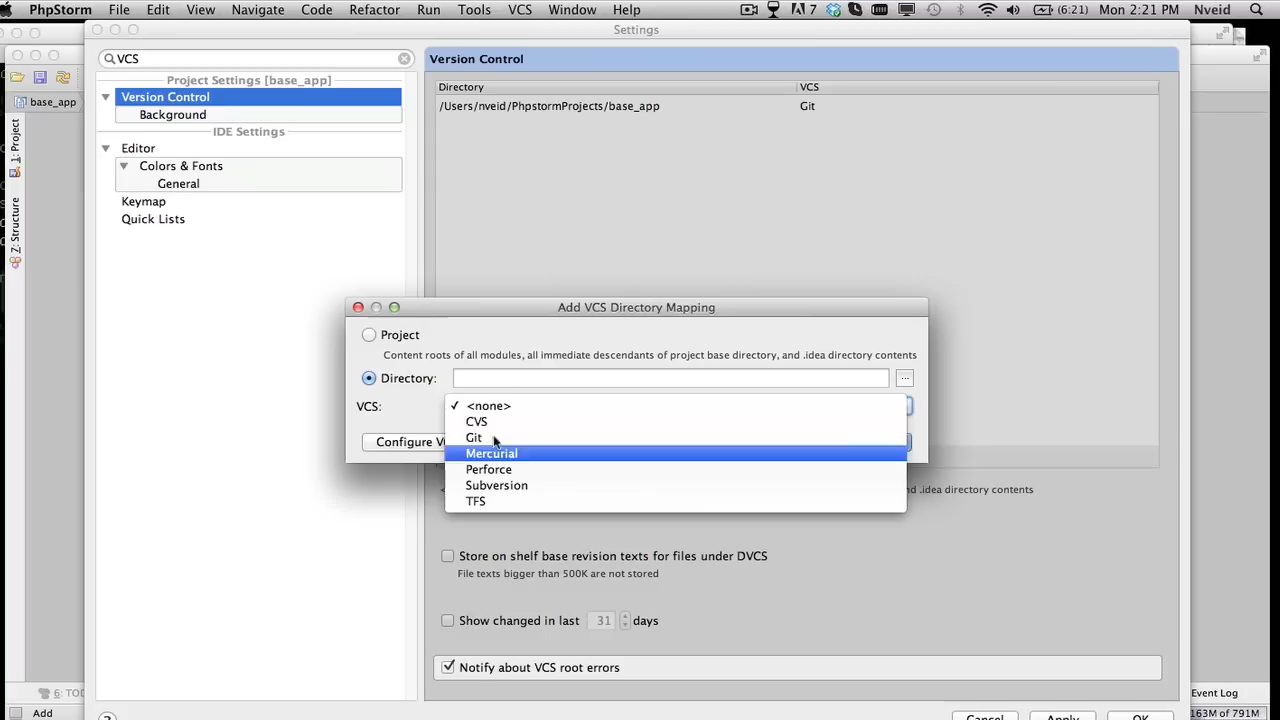 PhpStorm File Edit View Navigate Code Refactor Run Tools VCS Window Help 7 (6:21) Mon 2:21 PM Nveid
Settings
VCS
Version Control
Project Settings [base_app]
Directory VCS
Version Control
base_app
/Users/nveid/PhpstormProjects/base_app Git
Background
IDE Settings
1: Project
Editor
Colors & Fonts
General
Keymap
Z: Structure
Quick Lists
Add VCS Directory Mapping
Project
Content roots of all modules, all immediate descendants of project base directory, and .idea directory contents
Directory: ...
VCS:
<none>
CVS
Configure V
Git
Mercurial
Perforce
Subversion
nd .idea directory contents
TFS
Store on shelf base revision texts for files under DVCS
File texts bigger than 500K are not stored
Show changed in last 31 days
Notify about VCS root errors
6: TOD
Event Log
Add
?
Cancel Apply OK
163M of 791M